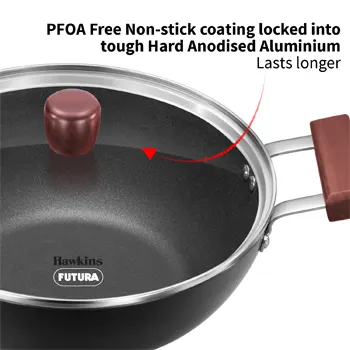 PFOA Free Non-stick coating locked into
tough Hard Anodised Aluminium
Lasts longer
Hawkins
FUTURA